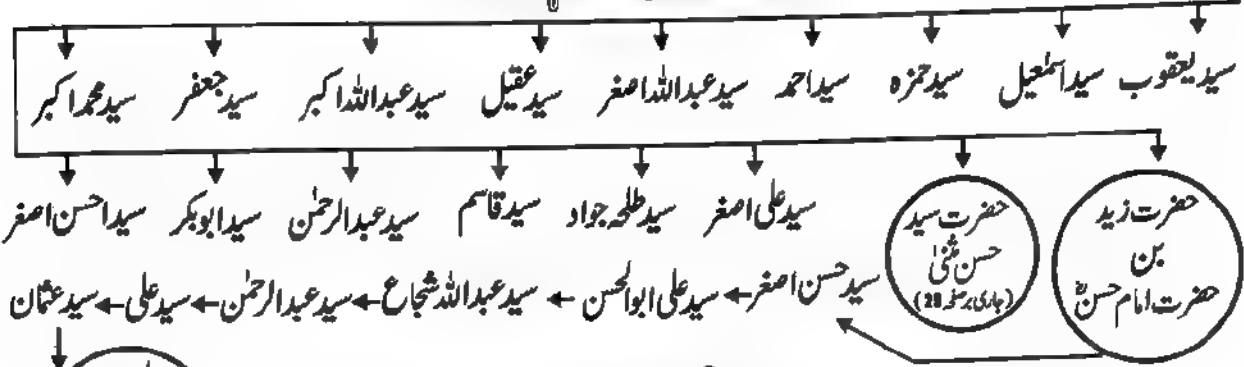 سید یعقوب سید اسمٰعیل سید حمزہ سید احمد سید عبداللہ اصغر سید عقیل سید عبداللہ اکبر سید جعفر سید محمد اکبر
حضرت زید بن حضرت امام حسنؓ
حضرت سید حسن مثنیٰ (جاری برصفحہ 28)
سید علی اصغر سید طلحہ جواد سید قاسم سید عبدالرحمٰن سید ابوبکر سید احسن اصغر
سید حسن اصغر ← سید علی ابوالحسن ← سید عبداللہ شجاع ← سید عبدالرحمٰن ← سید علی ← سید عثمان